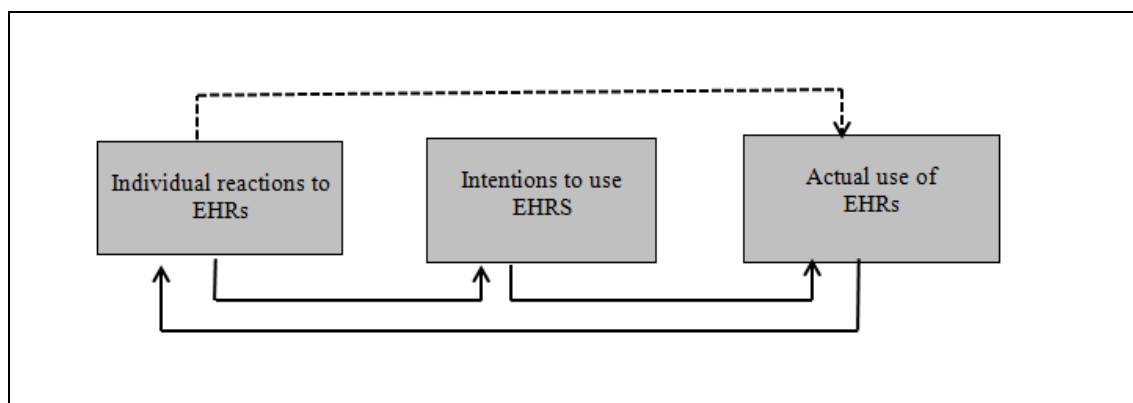 Individual reactions to
EHRs
Intentions to use
EHRS
Actual use of
EHRs